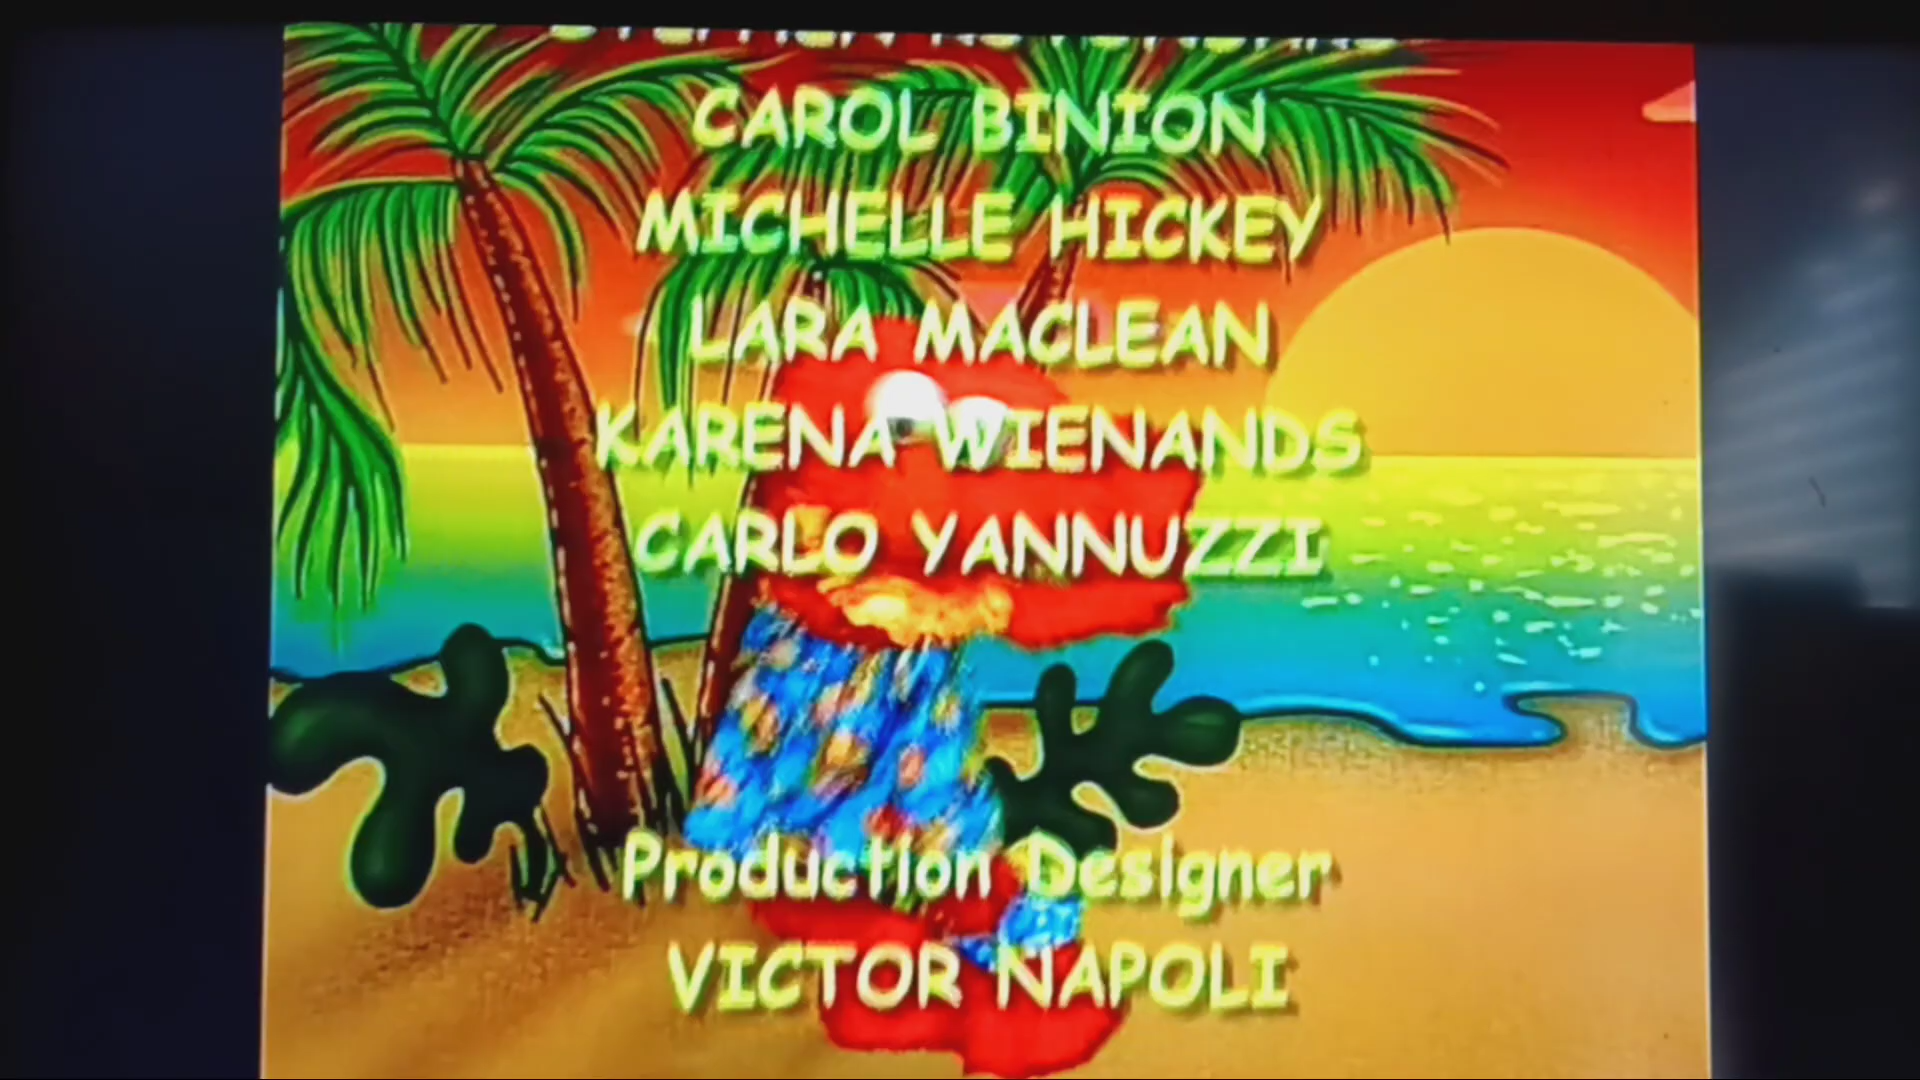 CAROL BINION
MICHELLE HICKEY
LARA MACLEAN
KARENA WIENANDS
CARLO YANNUZZI
Production Designer
VICTOR NAPOLI